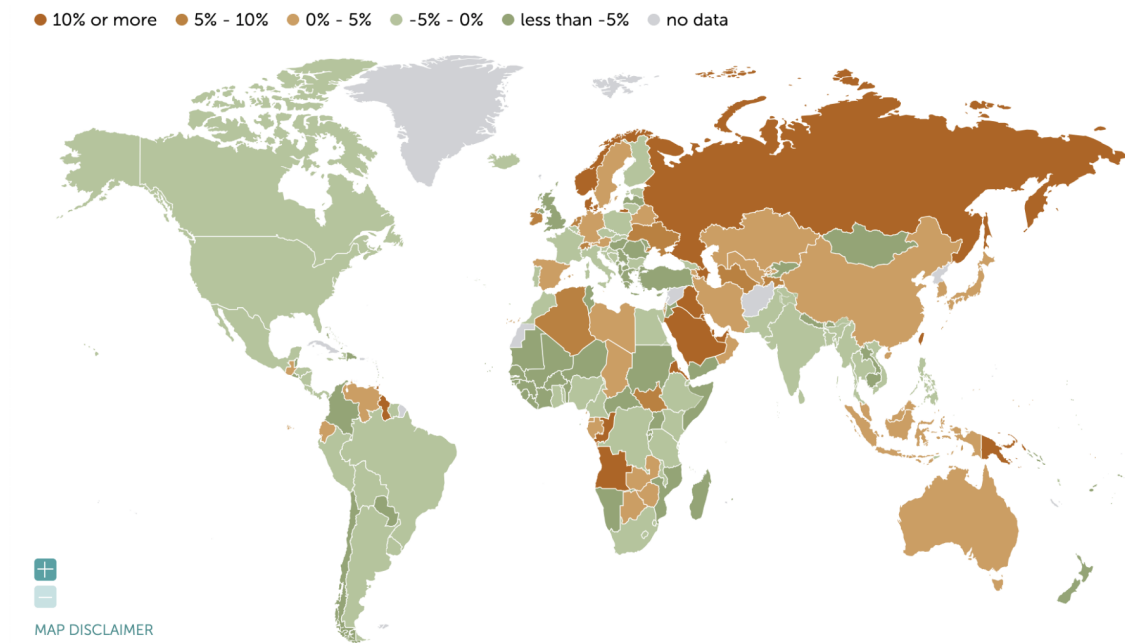 10% or more 5% - 10% 0% - 5% -5% - 0% less than -5% no data
+
−
MAP DISCLAIMER